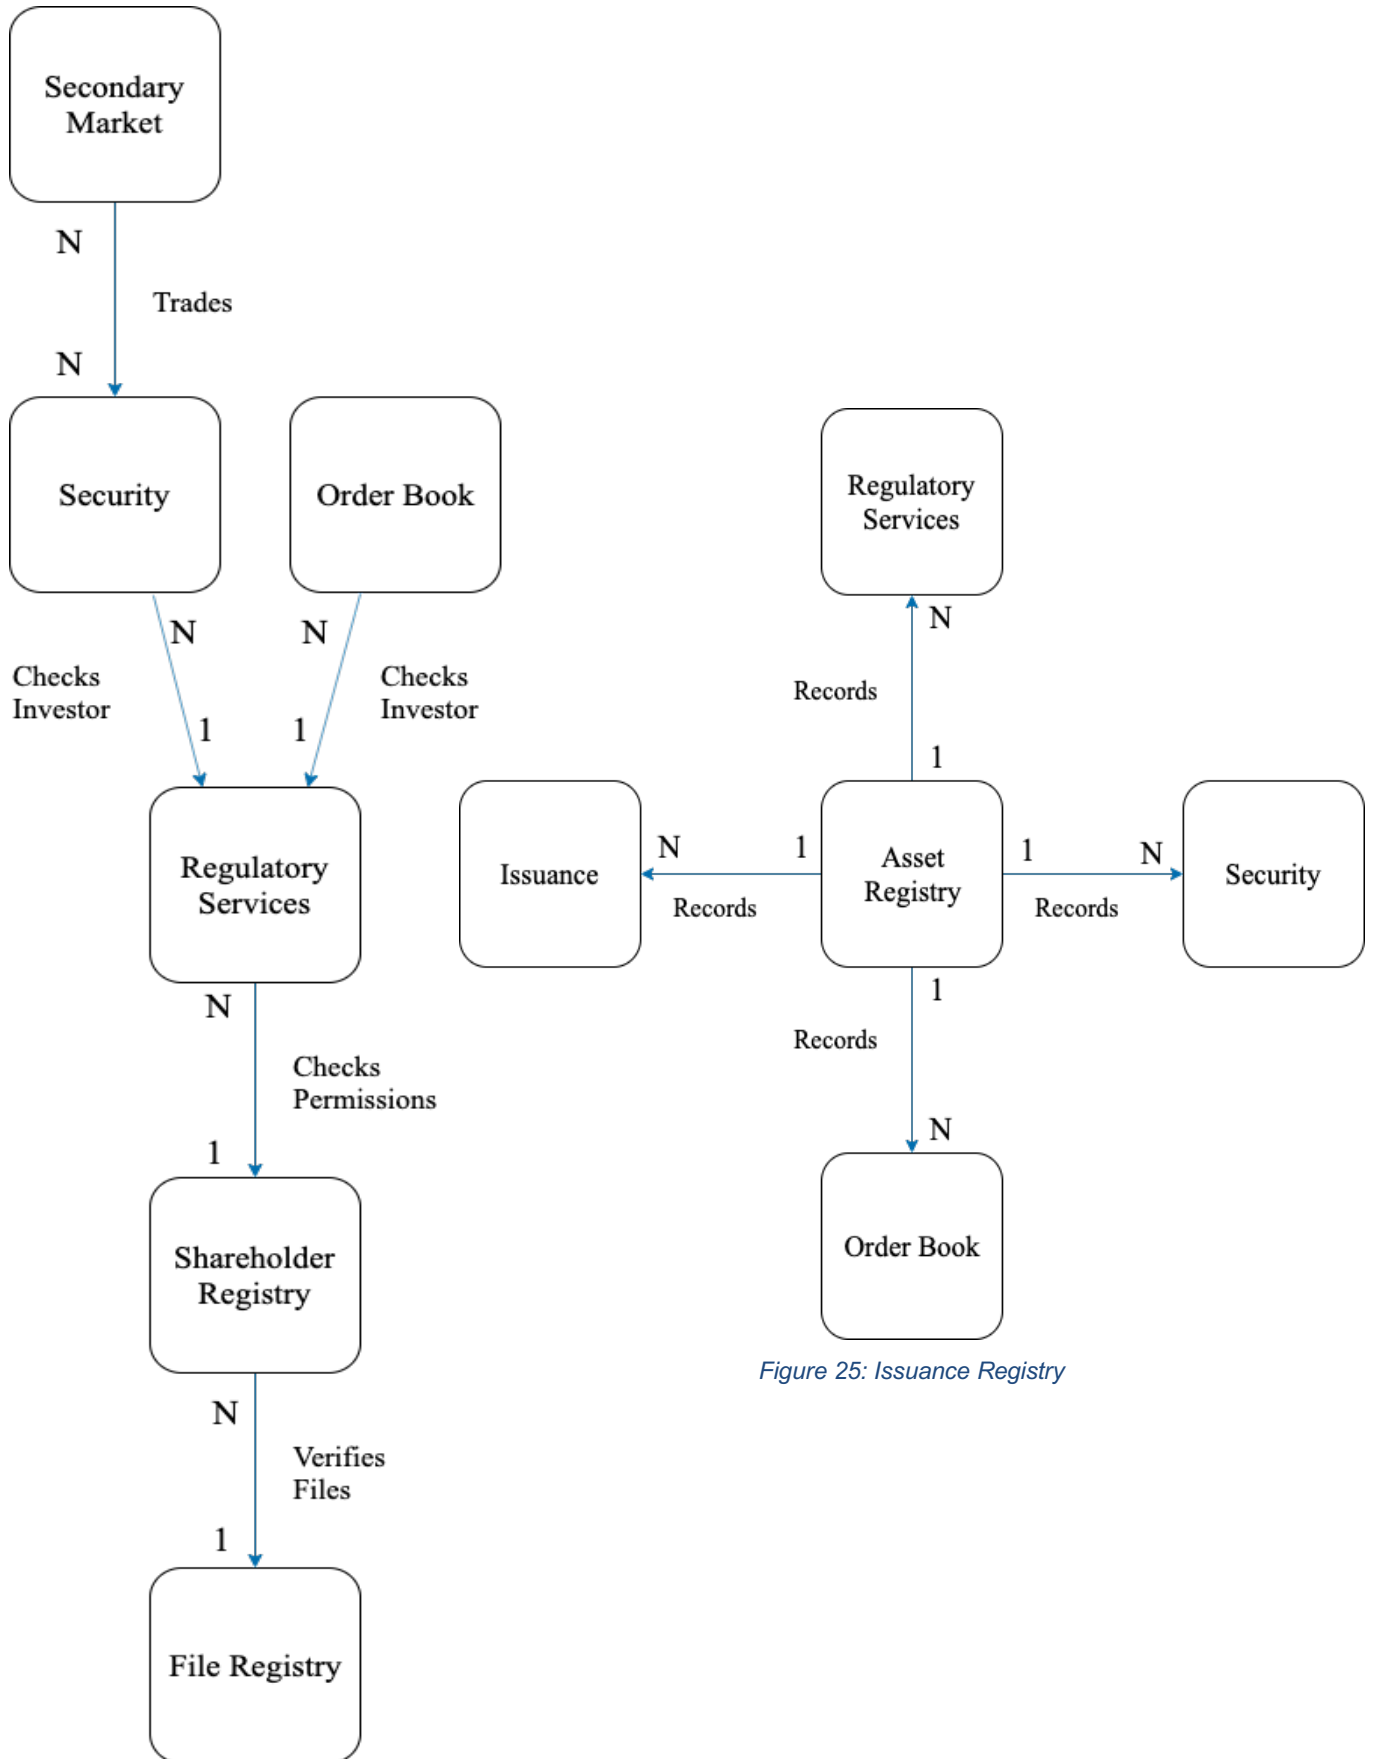 Secondary
Market
N
Trades
N
Security
Order Book
N
N
Checks
Investor
Checks
Investor
1
1
Regulatory
Services
N
Checks
Permissions
1
Shareholder
Registry
N
Verifies
Files
1
File Registry
Regulatory
Services
N
Records
1
Issuance
N
1
Records
Asset
Registry
1
N
Records
Security
1
Records
N
Order Book
Figure 25: Issuance Registry